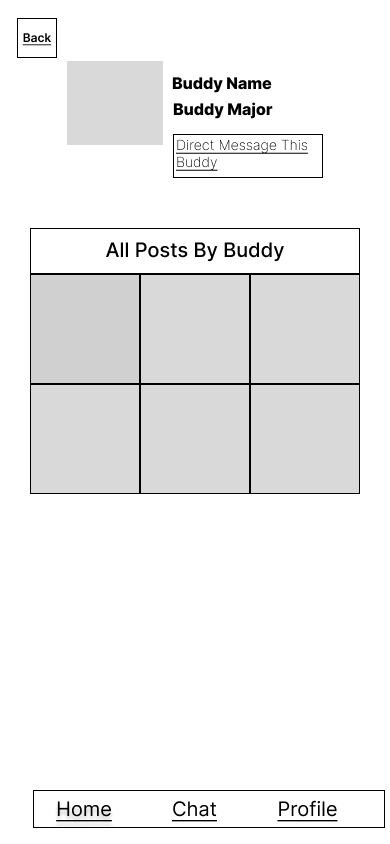 Back
Buddy Name
Buddy Major
Direct Message This
Buddy
All Posts By Buddy
Home Chat Profile